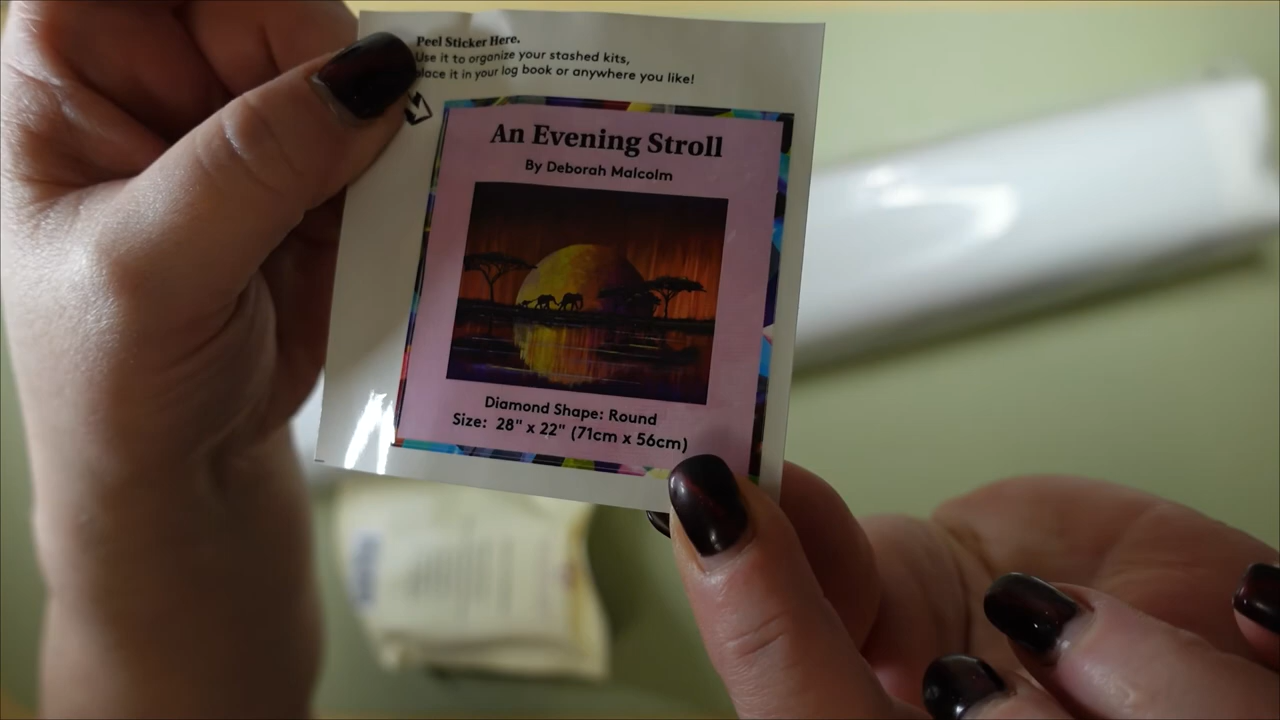 Peel Sticker Here.
Use it to organize your stashed kits,
place it in your log book or anywhere you like!
An Evening Stroll
By Deborah Malcolm
Diamond Shape: Round
Size: 28" x 22" (71cm x 56cm)